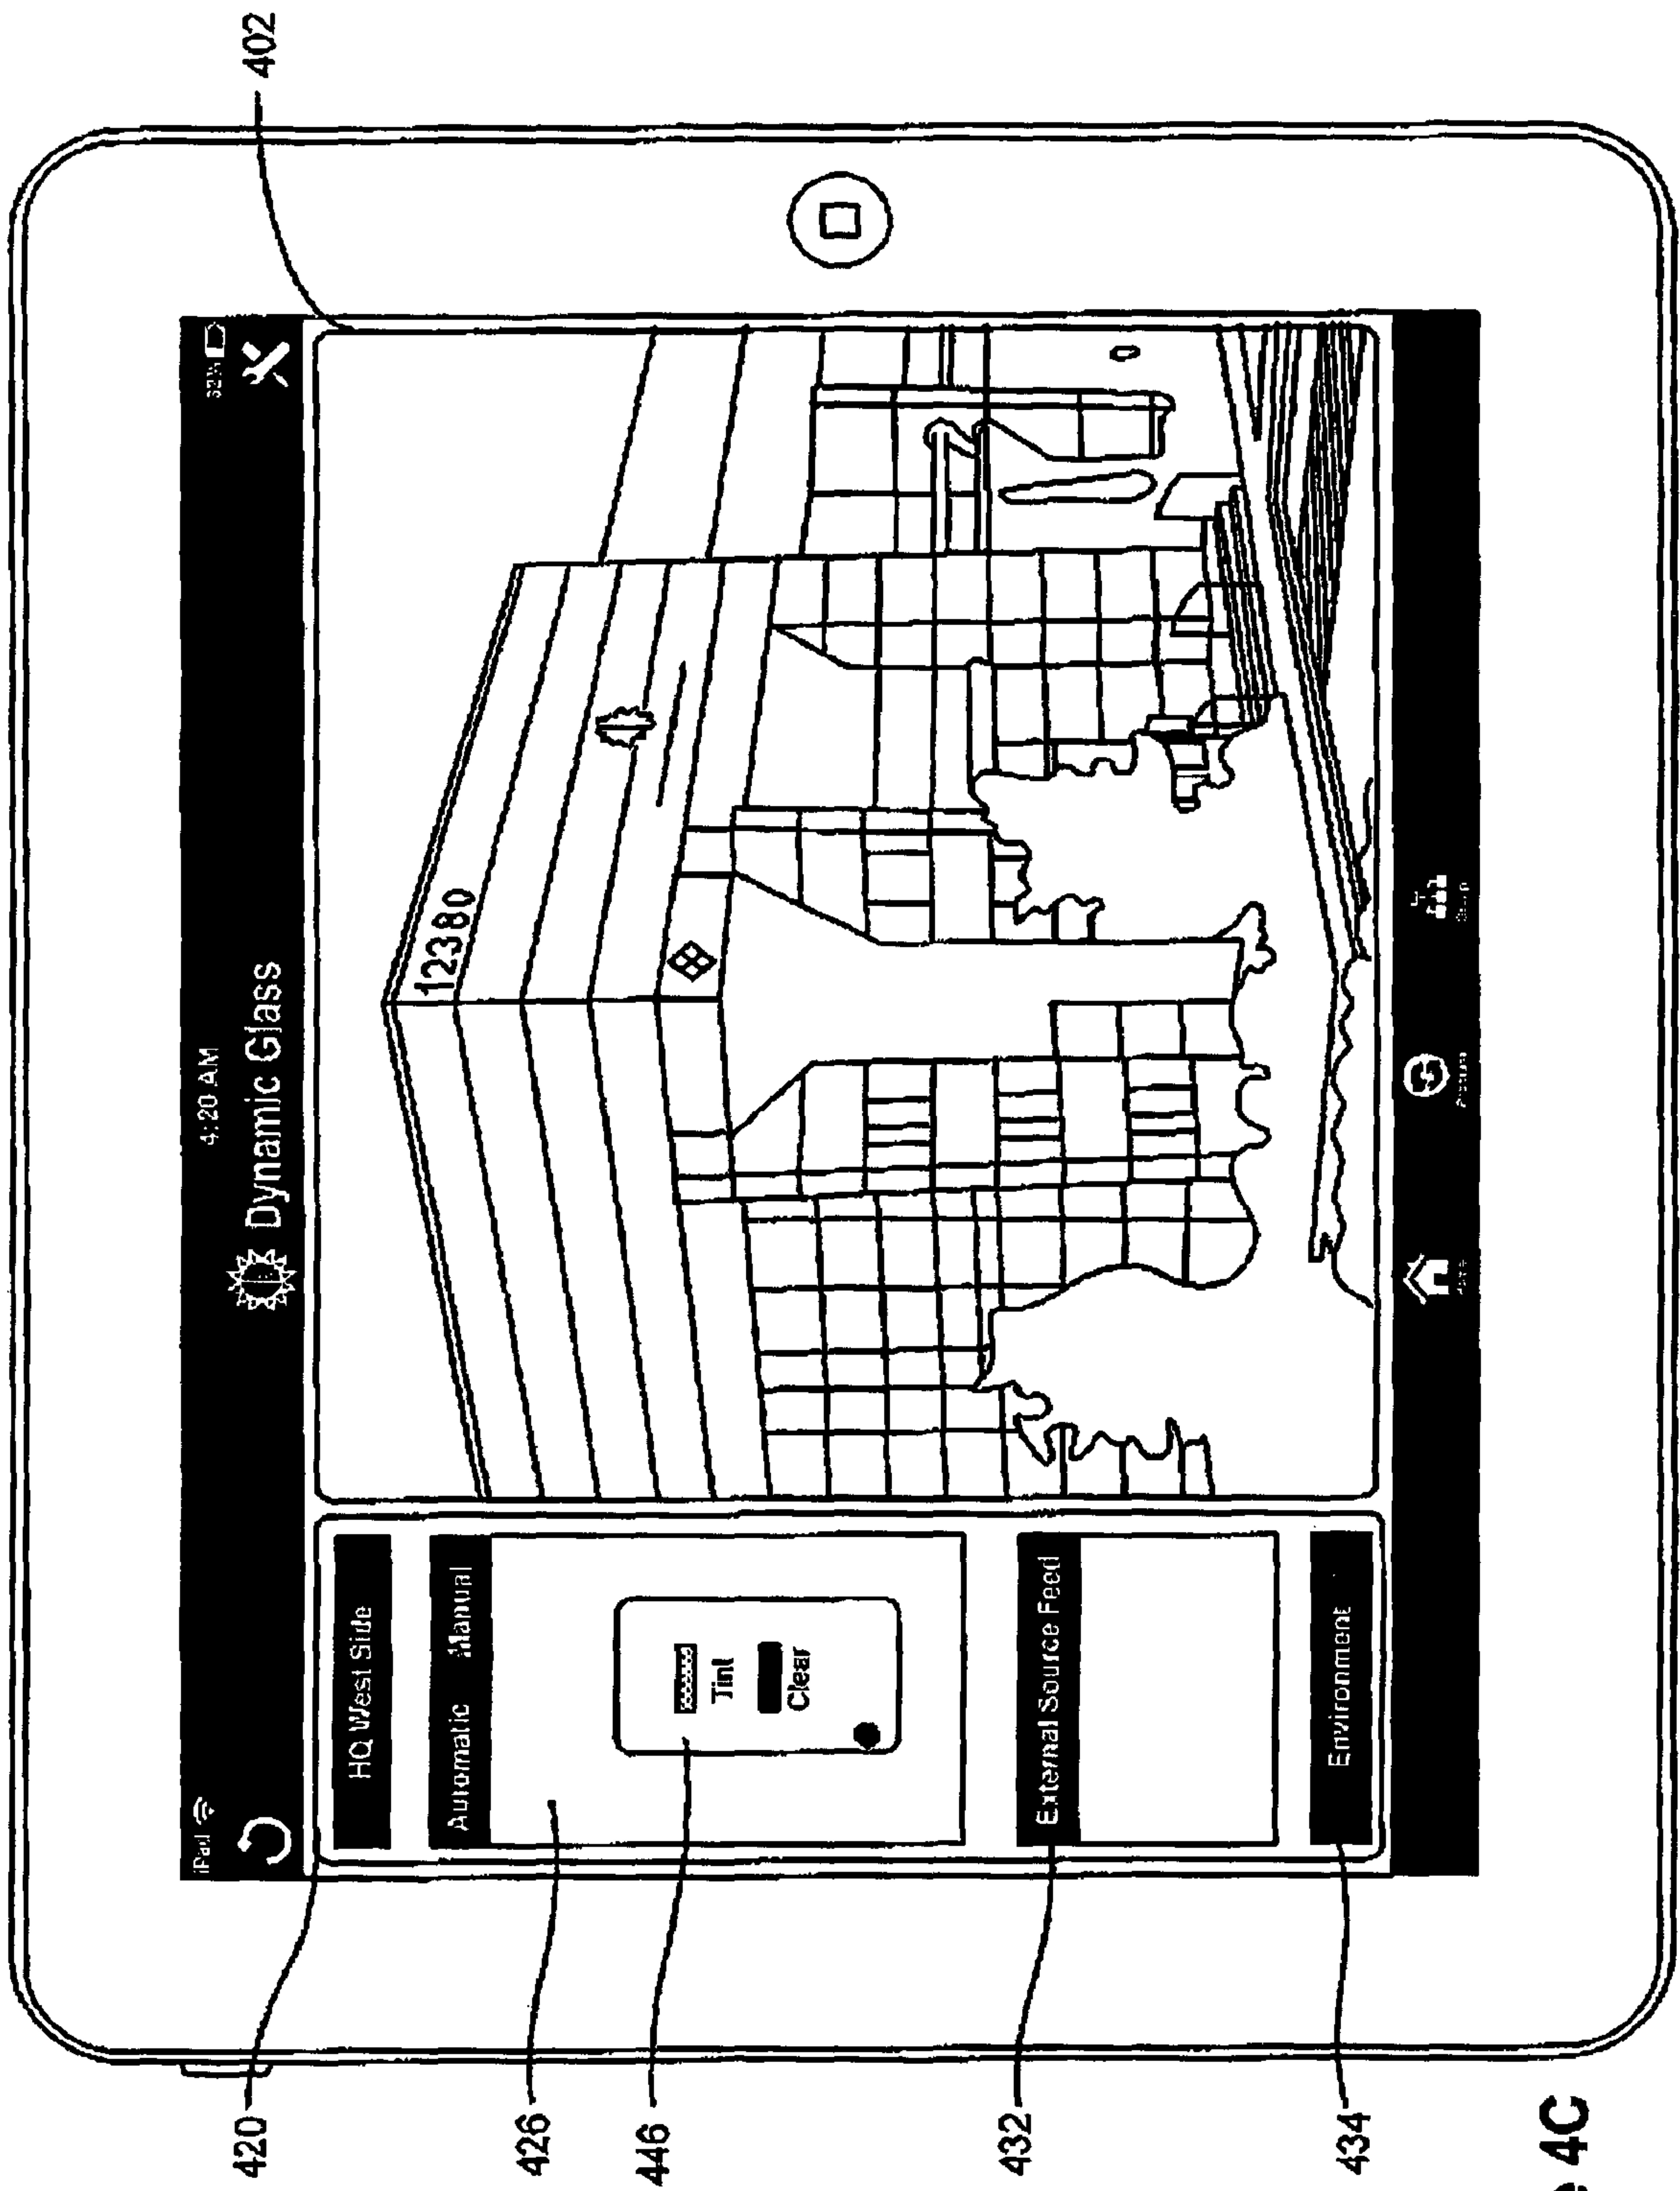 402
iPad
4:20 AM
Dynamic Glass
420
HQ West Side
12380
Automatic Manual
426
446
Tint
Clear
432
External Source Feed
434
Environment
4C